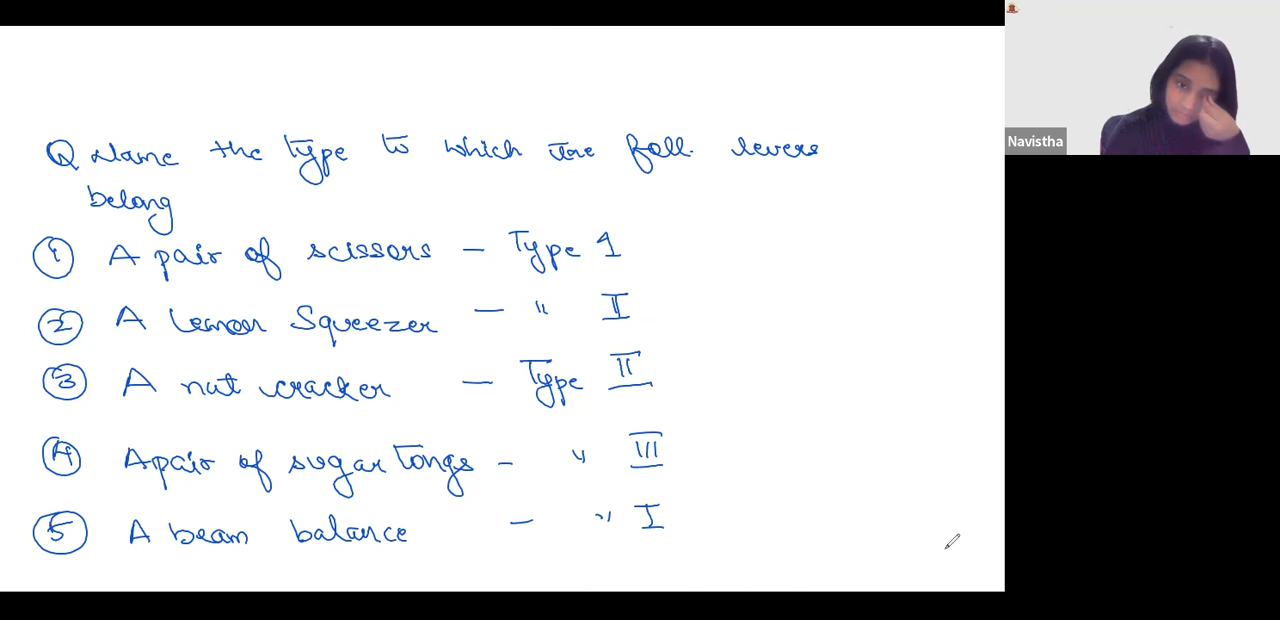 Q Name the type to which the foll. levers
belong
① A pair of scissors - Type 1
② A lemon Squeezer - " II
③ A nut cracker - Type II
④ A pair of sugar Tongs - " III
⑤ A beam balance - " I
Navistha